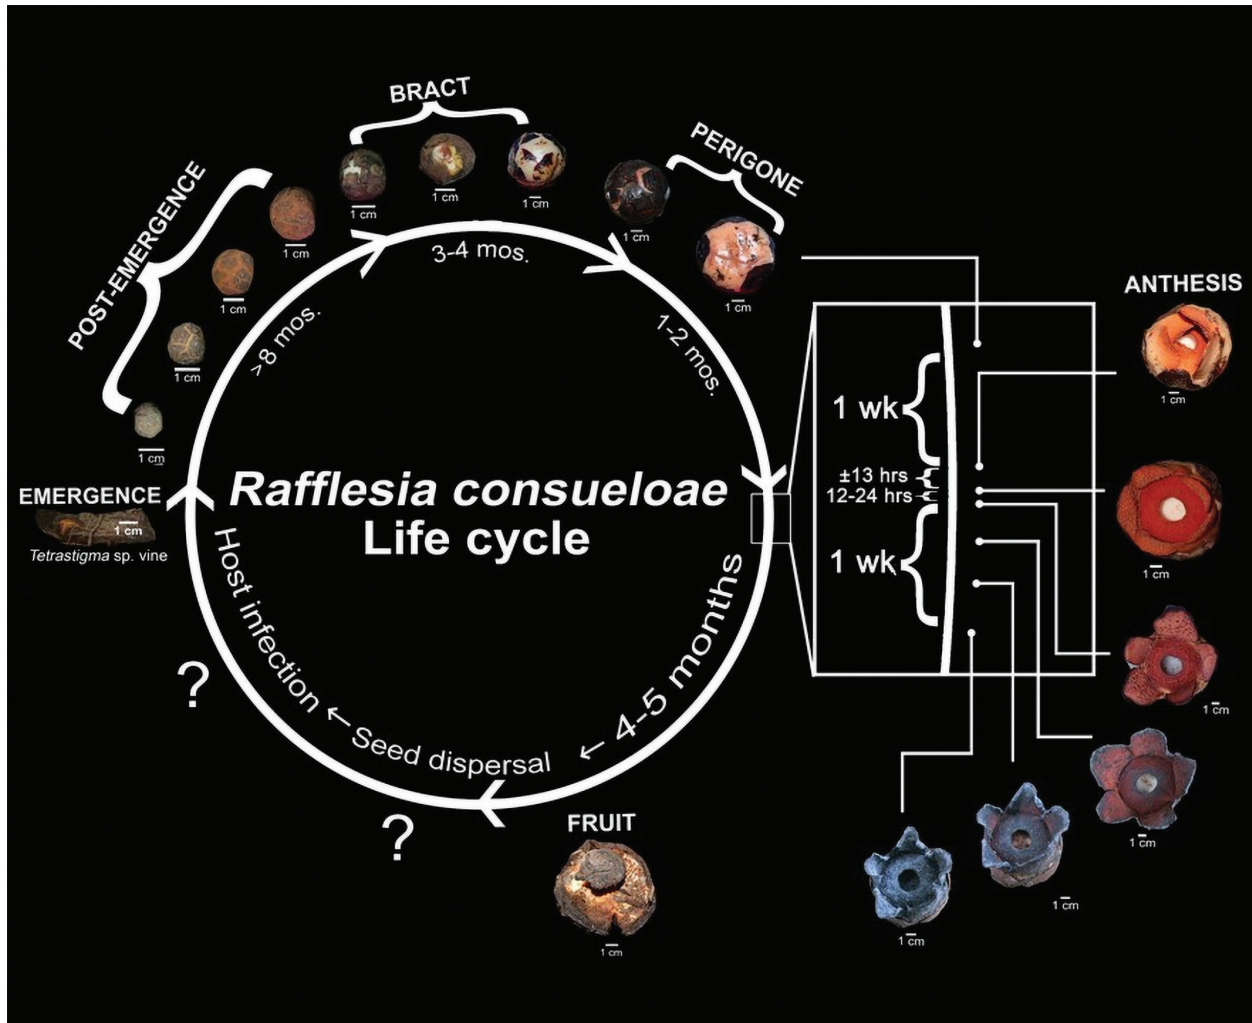 BRACT
PERIGONE
POST-EMERGENCE
1 cm
1 cm
1 cm
1 cm
1 cm
1 cm
1 cm
1 cm
1 cm
3-4 mos.
>8 mos.
1-2 mos.
ANTHESIS
1 cm
1 wk
±13 hrs
12-24 hrs
1 wk
EMERGENCE
1 cm
Tetrastigma sp. vine
Rafflesia consueloae
Life cycle
1 cm
1 cm
1 cm
1 cm
1 cm
4-5 months
← Seed dispersal ←
Host infection
?
?
FRUIT
1 cm